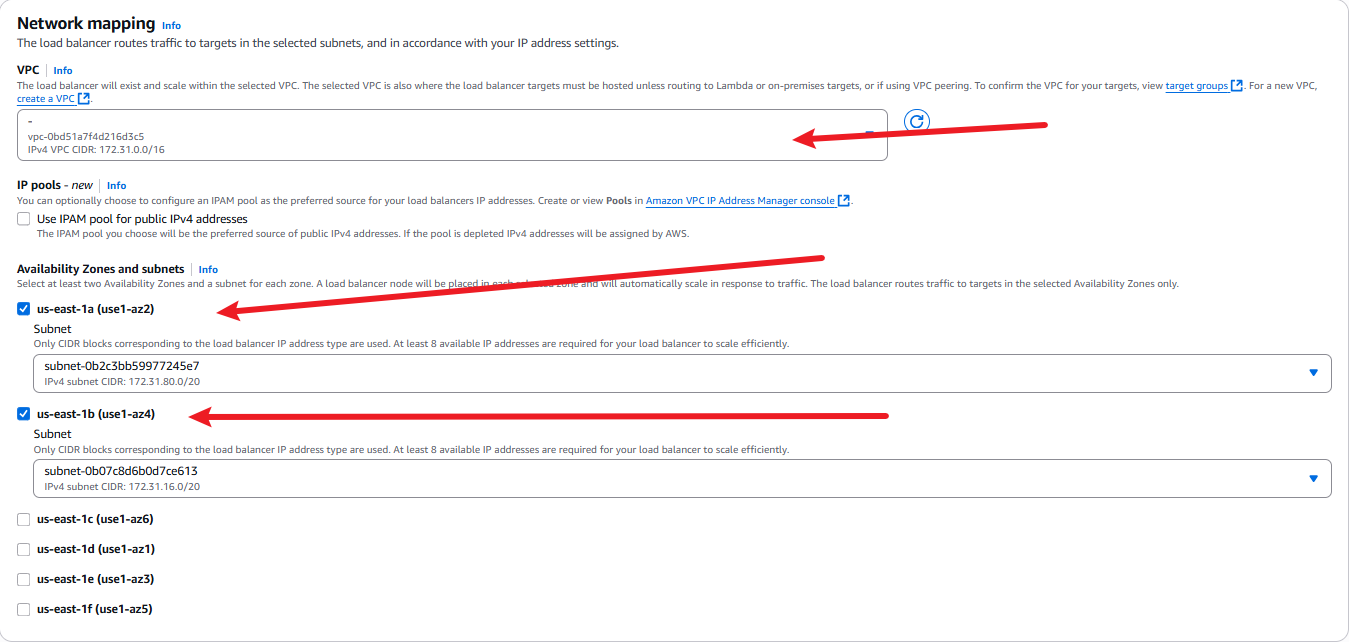 Network mapping Info
The load balancer routes traffic to targets in the selected subnets, and in accordance with your IP address settings.
VPC Info
The load balancer will exist and scale within the selected VPC. The selected VPC is also where the load balancer targets must be hosted unless routing to Lambda or on-premises targets, or if using VPC peering. To confirm the VPC for your targets, view target groups. For a new VPC,
create a VPC.
-
vpc-0bd51a7f4d216d3c5
IPv4 VPC CIDR: 172.31.0.0/16
IP pools - new Info
You can optionally choose to configure an IPAM pool as the preferred source for your load balancers IP addresses. Create or view Pools in Amazon VPC IP Address Manager console.
Use IPAM pool for public IPv4 addresses
The IPAM pool you choose will be the preferred source of public IPv4 addresses. If the pool is depleted IPv4 addresses will be assigned by AWS.
Availability Zones and subnets Info
Select at least two Availability Zones and a subnet for each zone. A load balancer node will be placed in each selected zone and will automatically scale in response to traffic. The load balancer routes traffic to targets in the selected Availability Zones only.
us-east-1a (use1-az2)
Subnet
Only CIDR blocks corresponding to the load balancer IP address type are used. At least 8 available IP addresses are required for your load balancer to scale efficiently.
subnet-0b2c3bb59977245e7
IPv4 subnet CIDR: 172.31.80.0/20
us-east-1b (use1-az4)
Subnet
Only CIDR blocks corresponding to the load balancer IP address type are used. At least 8 available IP addresses are required for your load balancer to scale efficiently.
subnet-0b07c8d6b0d7ce613
IPv4 subnet CIDR: 172.31.16.0/20
us-east-1c (use1-az6)
us-east-1d (use1-az1)
us-east-1e (use1-az3)
us-east-1f (use1-az5)